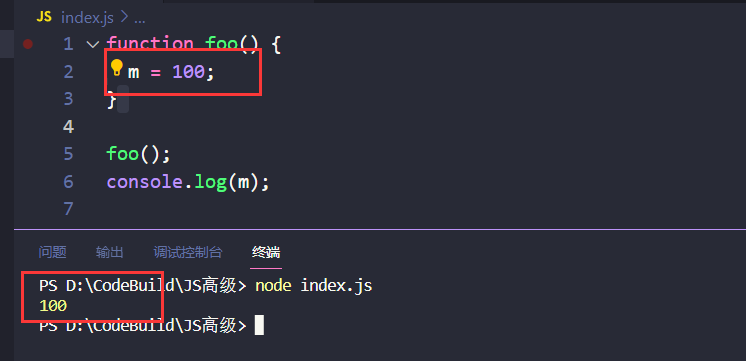 JS index.js > ...
1 function foo() {
2 m = 100;
3 }
4
5 foo();
6 console.log(m);
7
问题 输出 调试控制台 终端
PS D:\CodeBuild\JS高级> node index.js
100
PS D:\CodeBuild\JS高级>